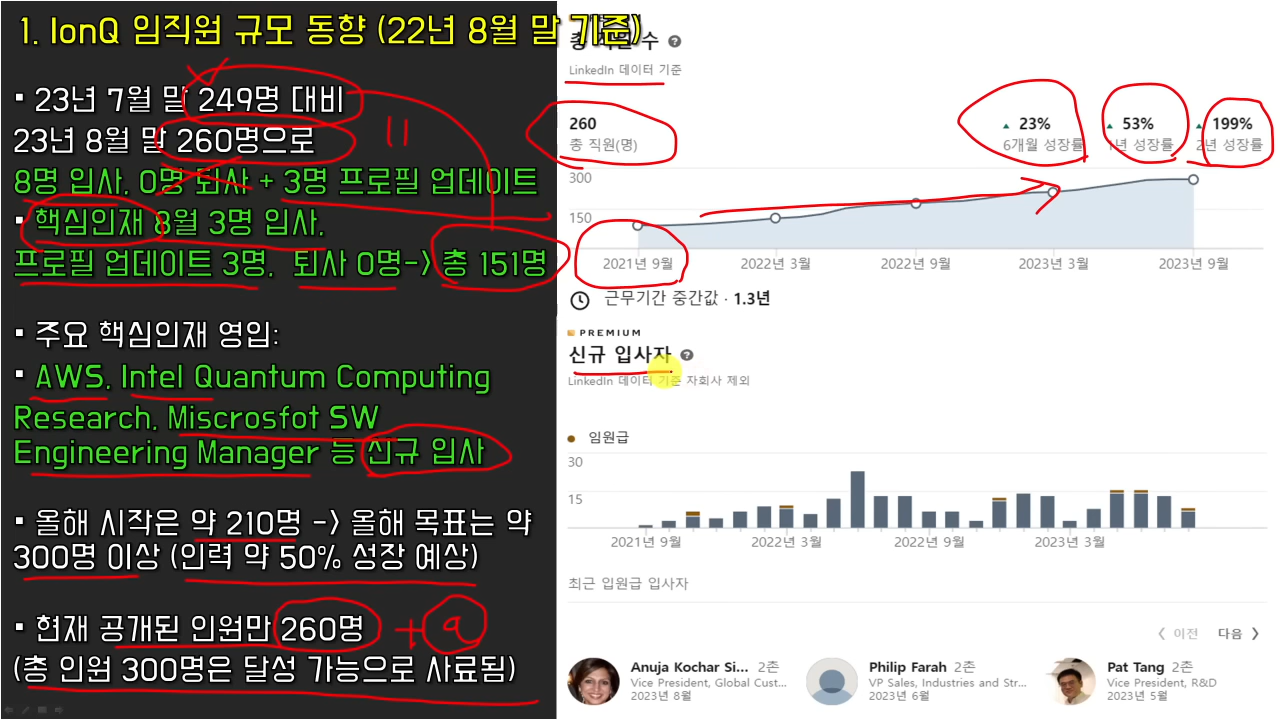 1. IonQ 임직원 규모 동향 (22년 8월 말 기준)
▪ 23년 7월 말 249명 대비
23년 8월 말 260명으로
8명 입사, 0명 퇴사 + 3명 프로필 업데이트
▪ 핵심인재 8월 3명 입사,
프로필 업데이트 3명, 퇴사 0명-> 총 151명
▪ 주요 핵심인재 영입:
▪ AWS, Intel Quantum Computing
Research, Miscrosfot SW
Engineering Manager 등 신규 입사
▪ 올해 시작은 약 210명 -> 올해 목표는 약
300명 이상 (인력 약 50% 성장 예상)
▪ 현재 공개된 인원만 260명 + a
(총 인원 300명은 달성 가능으로 사료됨)
수
LinkedIn 데이터 기준
260
총 직원(명)
▲ 23%
6개월 성장률
▲ 53%
1년 성장률
▲ 199%
2년 성장률
300
150
2021년 9월 2022년 3월 2022년 9월 2023년 3월 2023년 9월
근무기간 중간값 · 1.3년
PREMIUM
신규 입사자
LinkedIn 데이터 기준 자회사 제외
임원급
30
15
2021년 9월 2022년 3월 2022년 9월 2023년 3월
최근 임원급 입사자
이전 다음
Anuja Kochar Si... 2촌
Vice President, Global Cust...
2023년 8월
Philip Farah 2촌
VP Sales, Industries and Str...
2023년 6월
Pat Tang 2촌
Vice President, R&D
2023년 5월